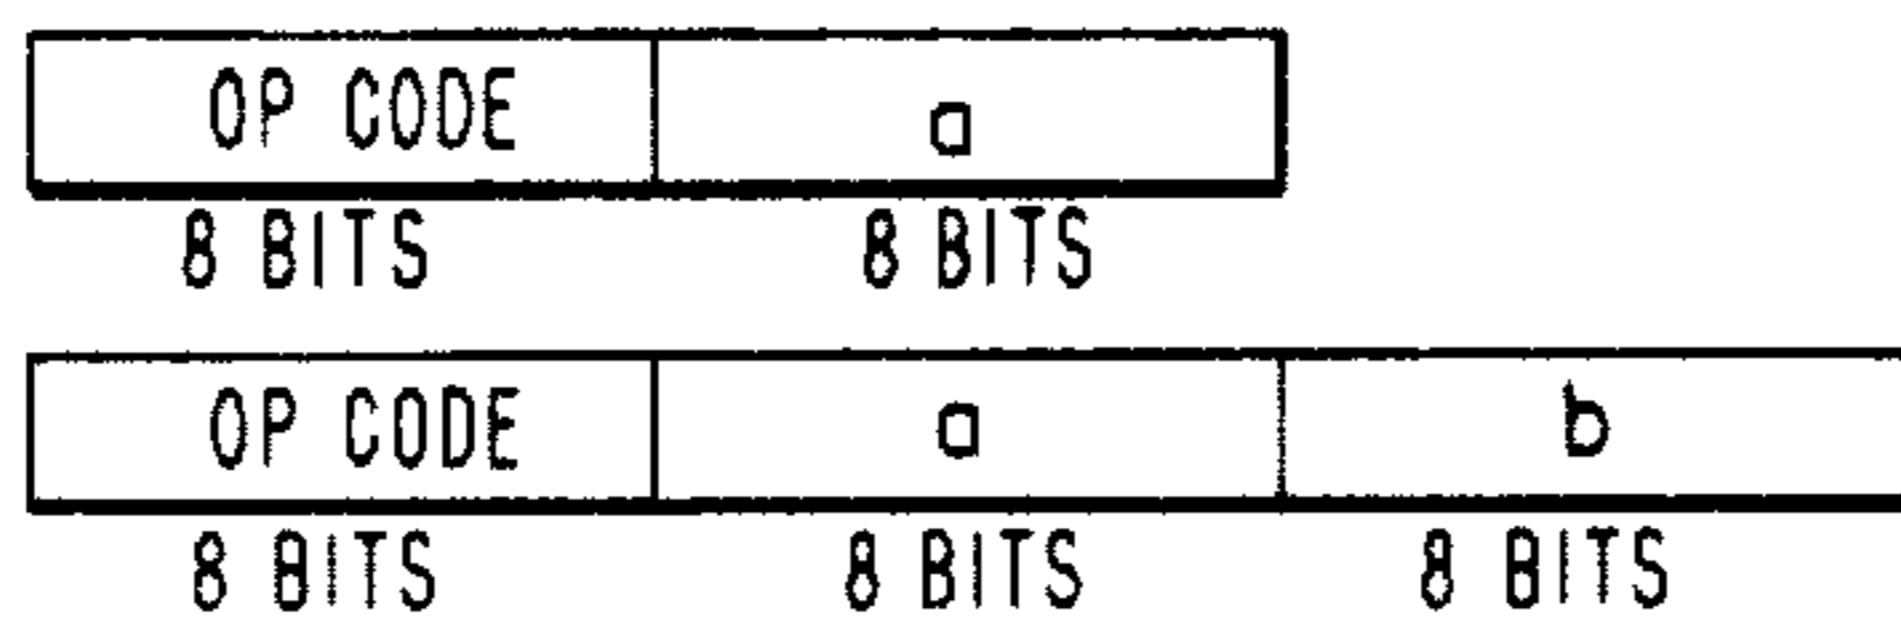 OP CODE a
8 BITS 8 BITS
OP CODE a b
8 BITS 8 BITS 8 BITS